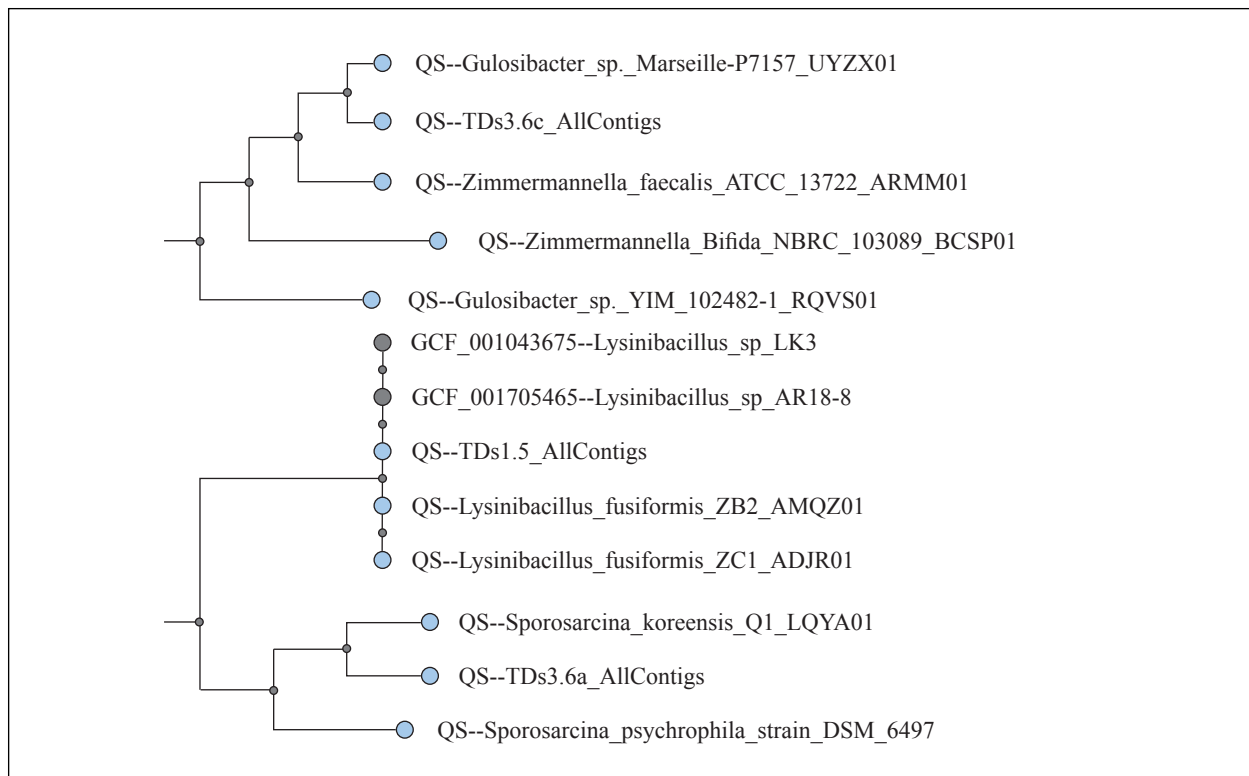 QS--Gulosibacter_sp._Marseille-P7157_UYZX01
QS--TDs3.6c_AllContigs
QS--Zimmermannella_faecalis_ATCC_13722_ARMM01
QS--Zimmermannella_Bifida_NBRC_103089_BCSP01
QS--Gulosibacter_sp._YIM_102482-1_RQVS01
GCF_001043675--Lysinibacillus_sp_LK3
GCF_001705465--Lysinibacillus_sp_AR18-8
QS--TDs1.5_AllContigs
QS--Lysinibacillus_fusiformis_ZB2_AMQZ01
QS--Lysinibacillus_fusiformis_ZC1_ADJR01
QS--Sporosarcina_koreensis_Q1_LQYA01
QS--TDs3.6a_AllContigs
QS--Sporosarcina_psychrophila_strain_DSM_6497